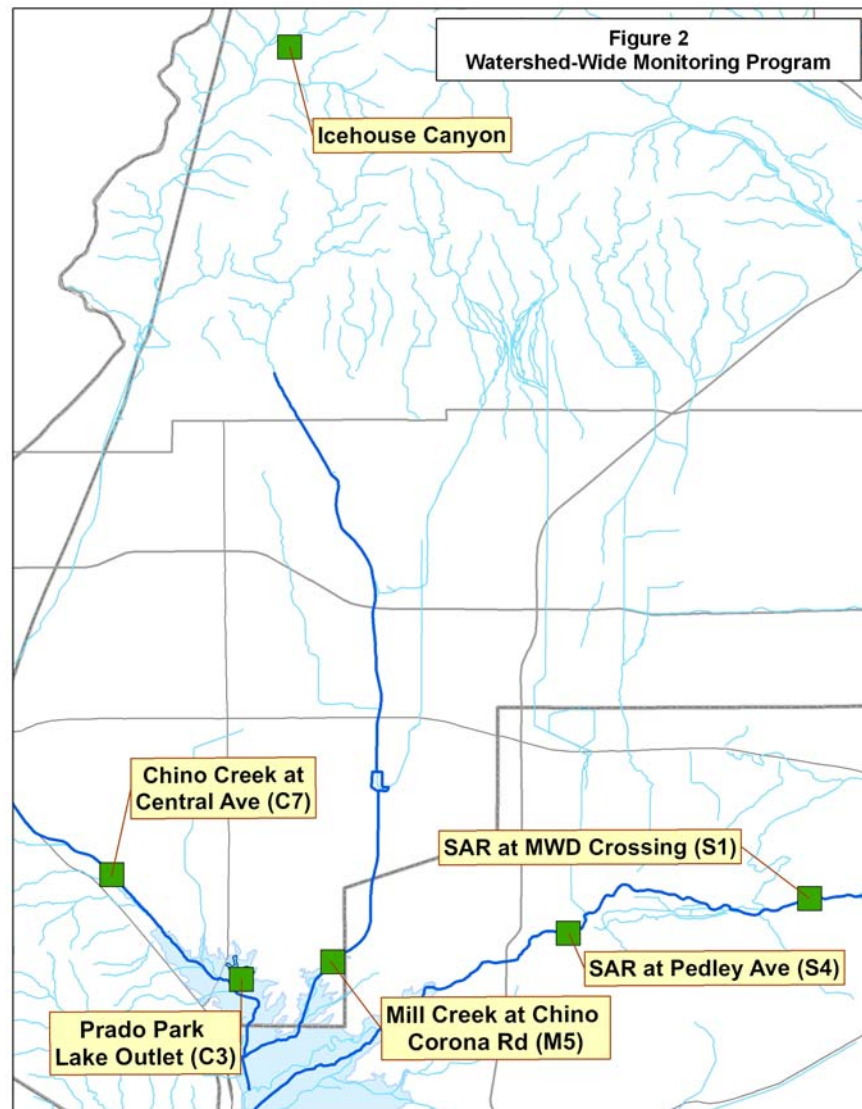 Figure 2
Watershed-Wide Monitoring Program
Icehouse Canyon
Chino Creek at
Central Ave (C7)
SAR at MWD Crossing (S1)
SAR at Pedley Ave (S4)
Prado Park
Lake Outlet (C3)
Mill Creek at Chino
Corona Rd (M5)